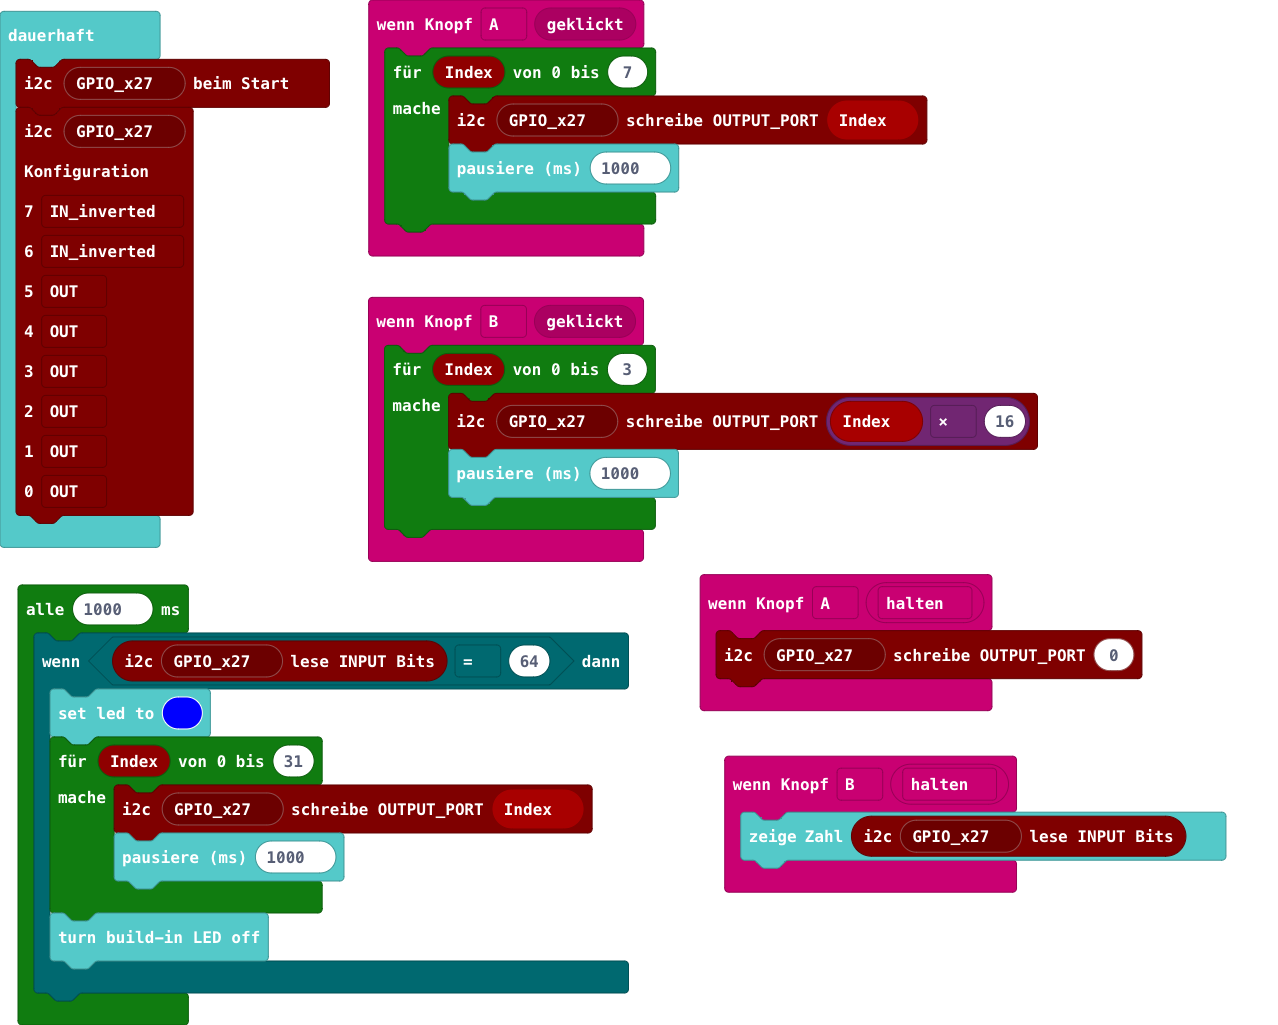 dauerhaft
i2c GPIO_x27 beim Start
i2c GPIO_x27
Konfiguration
7 IN_inverted
6 IN_inverted
5 OUT
4 OUT
3 OUT
2 OUT
1 OUT
0 OUT
wenn Knopf A geklickt
für Index von 0 bis 7
mache
i2c GPIO_x27 schreibe OUTPUT_PORT Index
pausiere (ms) 1000
wenn Knopf B geklickt
für Index von 0 bis 3
mache
i2c GPIO_x27 schreibe OUTPUT_PORT Index × 16
pausiere (ms) 1000
alle 1000 ms
wenn i2c GPIO_x27 lese INPUT Bits = 64 dann
set led to
für Index von 0 bis 31
mache
i2c GPIO_x27 schreibe OUTPUT_PORT Index
pausiere (ms) 1000
turn build-in LED off
wenn Knopf A halten
i2c GPIO_x27 schreibe OUTPUT_PORT 0
wenn Knopf B halten
zeige Zahl i2c GPIO_x27 lese INPUT Bits